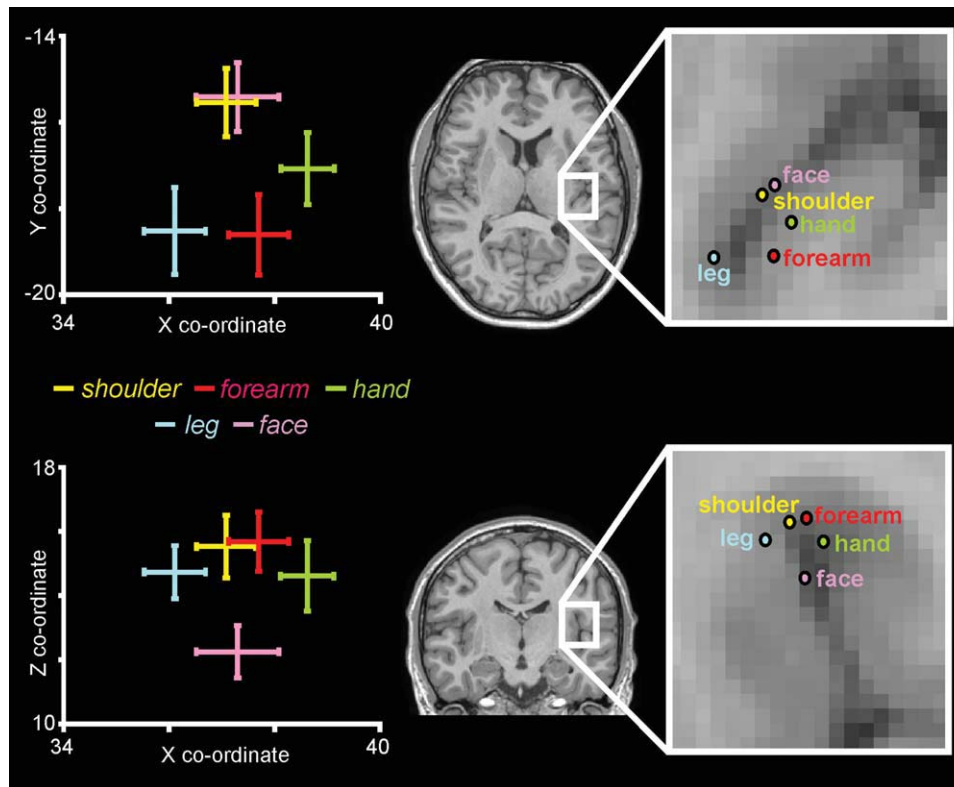 -14
Y co-ordinate
-20
34
X co-ordinate
40
face
shoulder
hand
forearm
leg
shoulder forearm hand
leg face
18
Z co-ordinate
10
34
X co-ordinate
40
shoulder
forearm
leg
hand
face